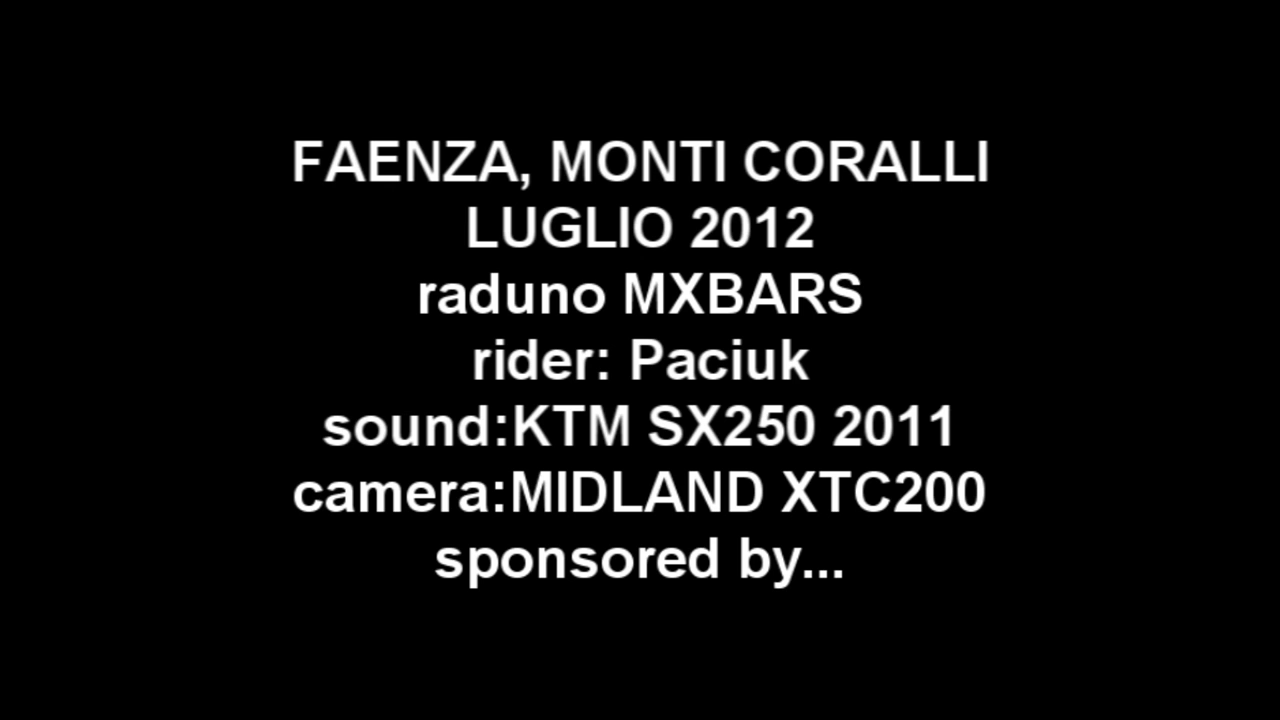 FAENZA, MONTI CORALLI
LUGLIO 2012
raduno MXBARS
rider: Paciuk
sound:KTM SX250 2011
camera:MIDLAND XTC200
sponsored by...